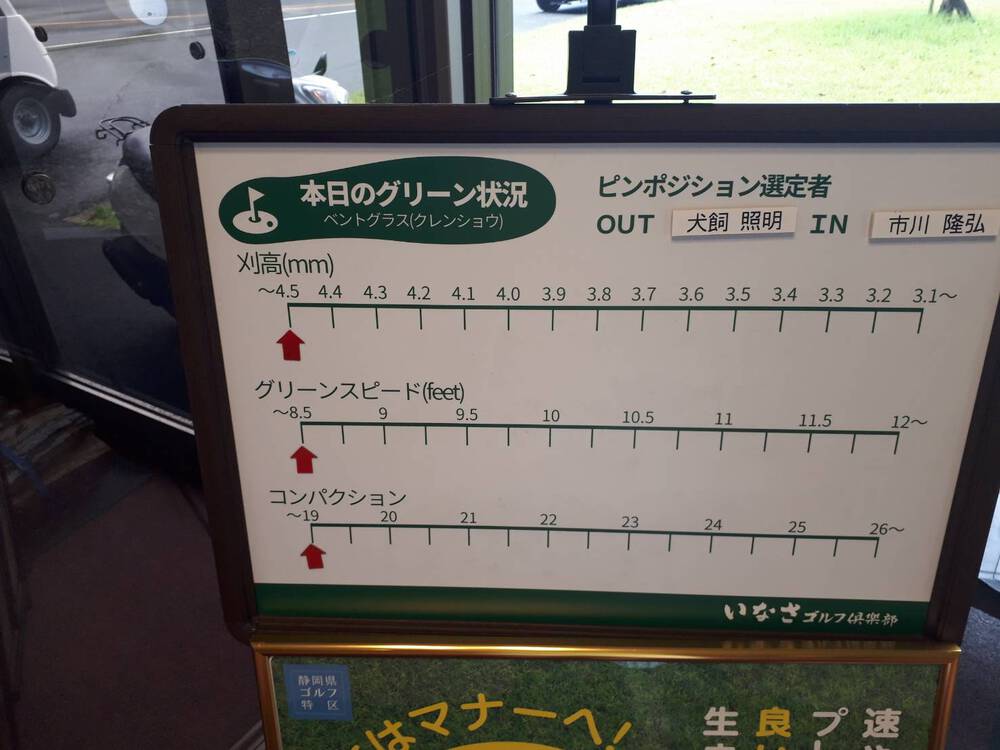 本日のグリーン状況
ベントグラス(クレンショウ)
ピンポジション選定者
OUT 犬飼 照明 IN 市川 隆弘
刈高(mm)
～4.5 4.4 4.3 4.2 4.1 4.0 3.9 3.8 3.7 3.6 3.5 3.4 3.3 3.2 3.1～
グリーンスピード(feet)
～8.5 9 9.5 10 10.5 11 11.5 12～
コンパクション
～19 20 21 22 23 24 25 26～
いなさゴルフ倶楽部
静岡県
ゴルフ
特区
はマナーへ!
生 良 プ 速